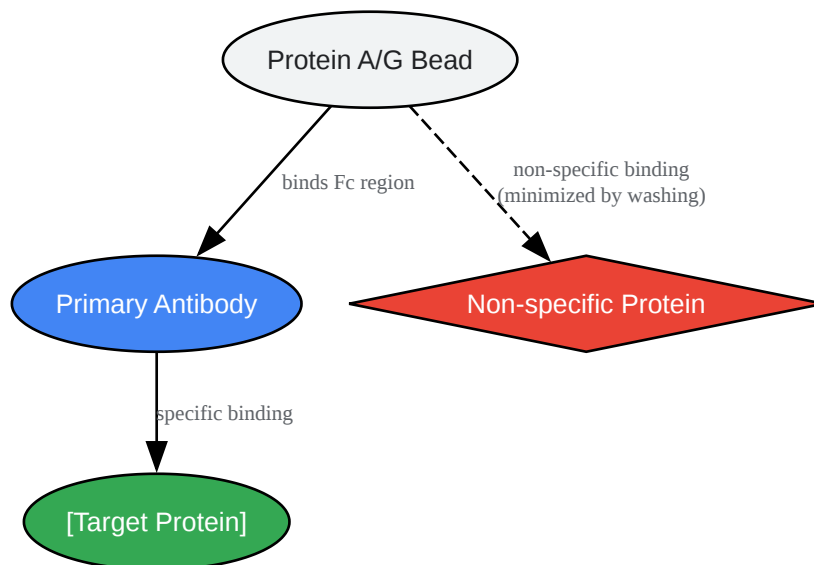 Protein A/G Bead
binds Fc region
non-specific binding
(minimized by washing)
Primary Antibody
Non-specific Protein
specific binding
[Target Protein]